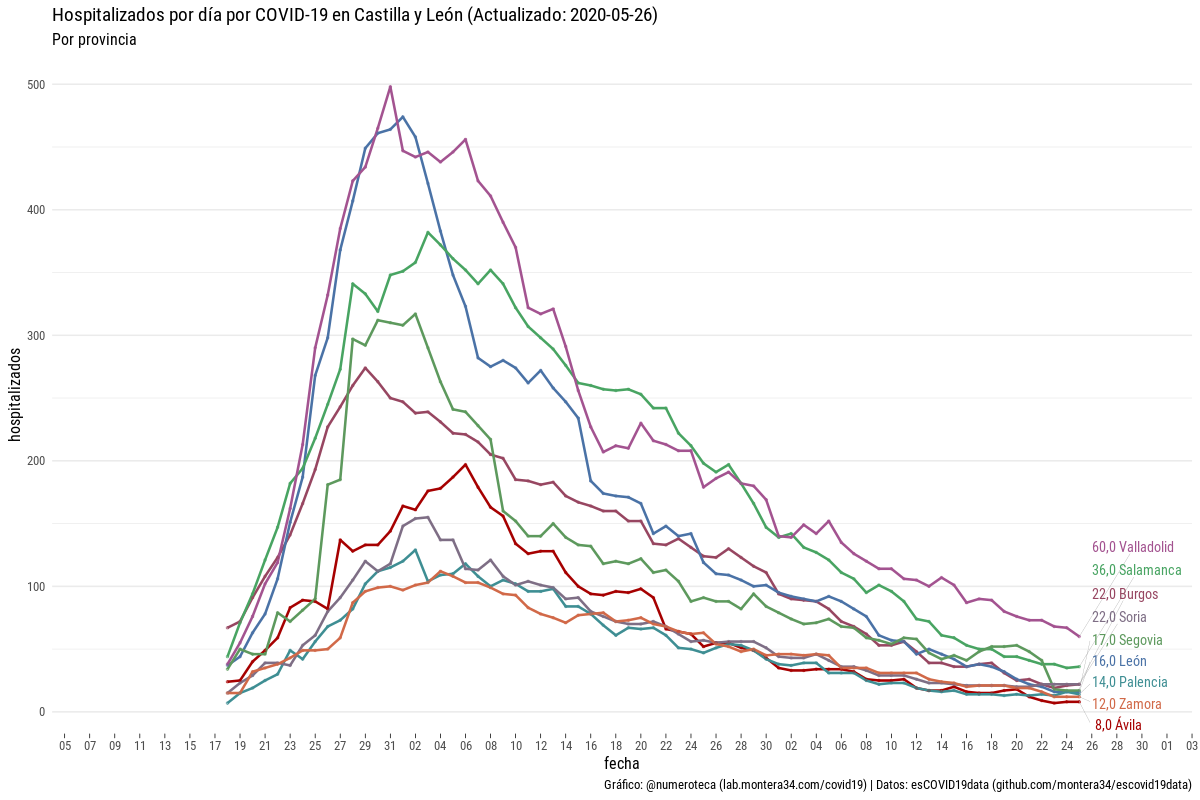 Hospitalizados por día por COVID-19 en Castilla y León (Actualizado: 2020-05-26)
Por provincia
hospitalizados
500
400
300
200
100
0
60,0 Valladolid
36,0 Salamanca
22,0 Burgos
22,0 Soria
17,0 Segovia
16,0 León
14,0 Palencia
12,0 Zamora
8,0 Ávila
05 07 09 11 13 15 17 19 21 23 25 27 29 31 02 04 06 08 10 12 14 16 18 20 22 24 26 28 30 02 04 06 08 10 12 14 16 18 20 22 24 26 28 30 01 03
fecha
Gráfico: @numeroteca (lab.montera34.com/covid19) | Datos: esCOVID19data (github.com/montera34/escovid19data)